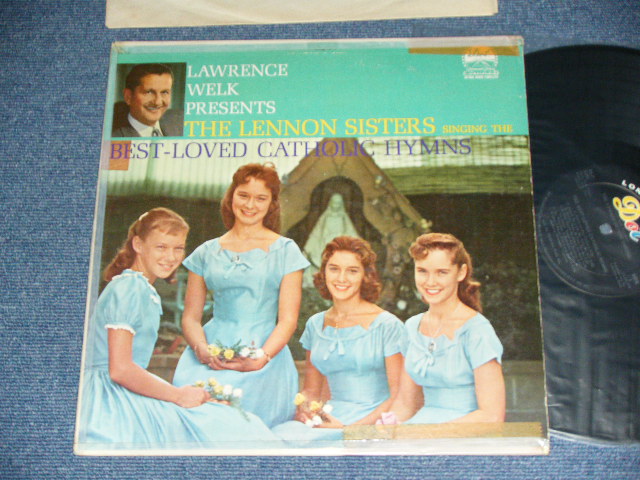 LAWRENCE
WELK
PRESENTS
THE LENNON SISTERS SINGING THE
BEST-LOVED CATHOLIC HYMNS